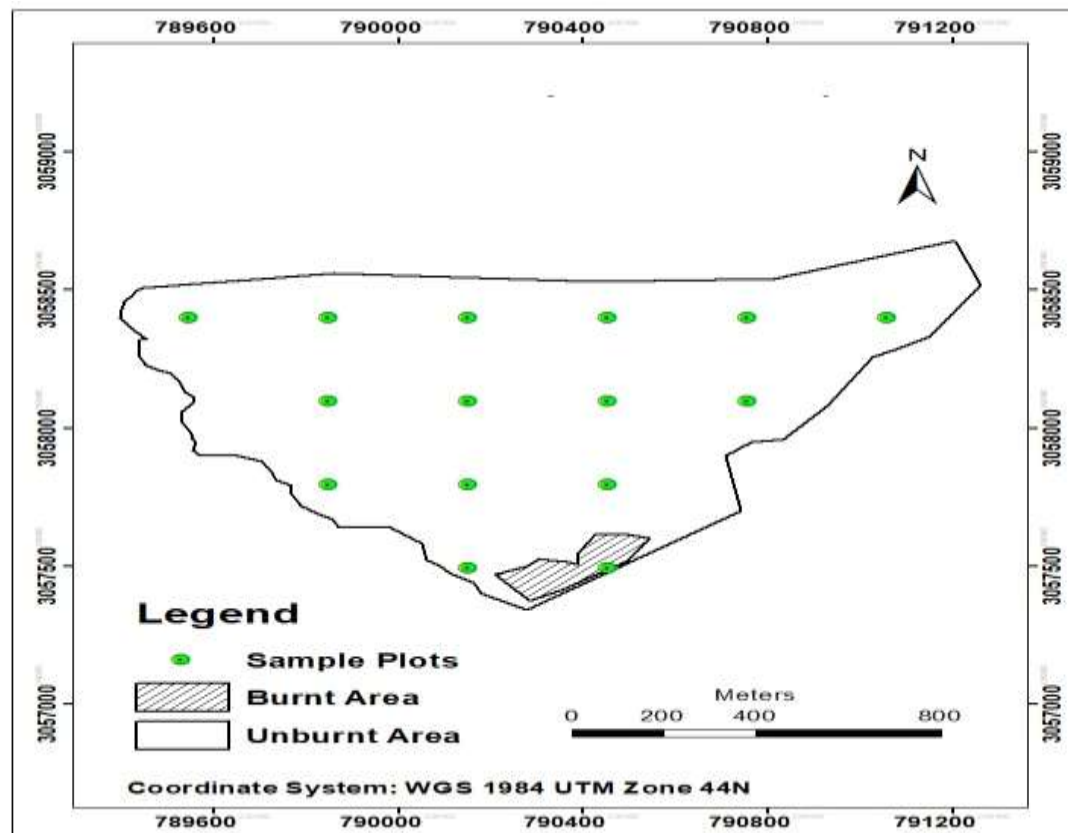 789600 790000 790400 790800 791200
3059000 3059000
N
3058500 3058500
3058000 3058000
3057500 3057500
Legend
Sample Plots
Burnt Area
Unburnt Area
3057000 3057000
Meters
0 200 400 800
Coordinate System: WGS 1984 UTM Zone 44N
789600 790000 790400 790800 791200